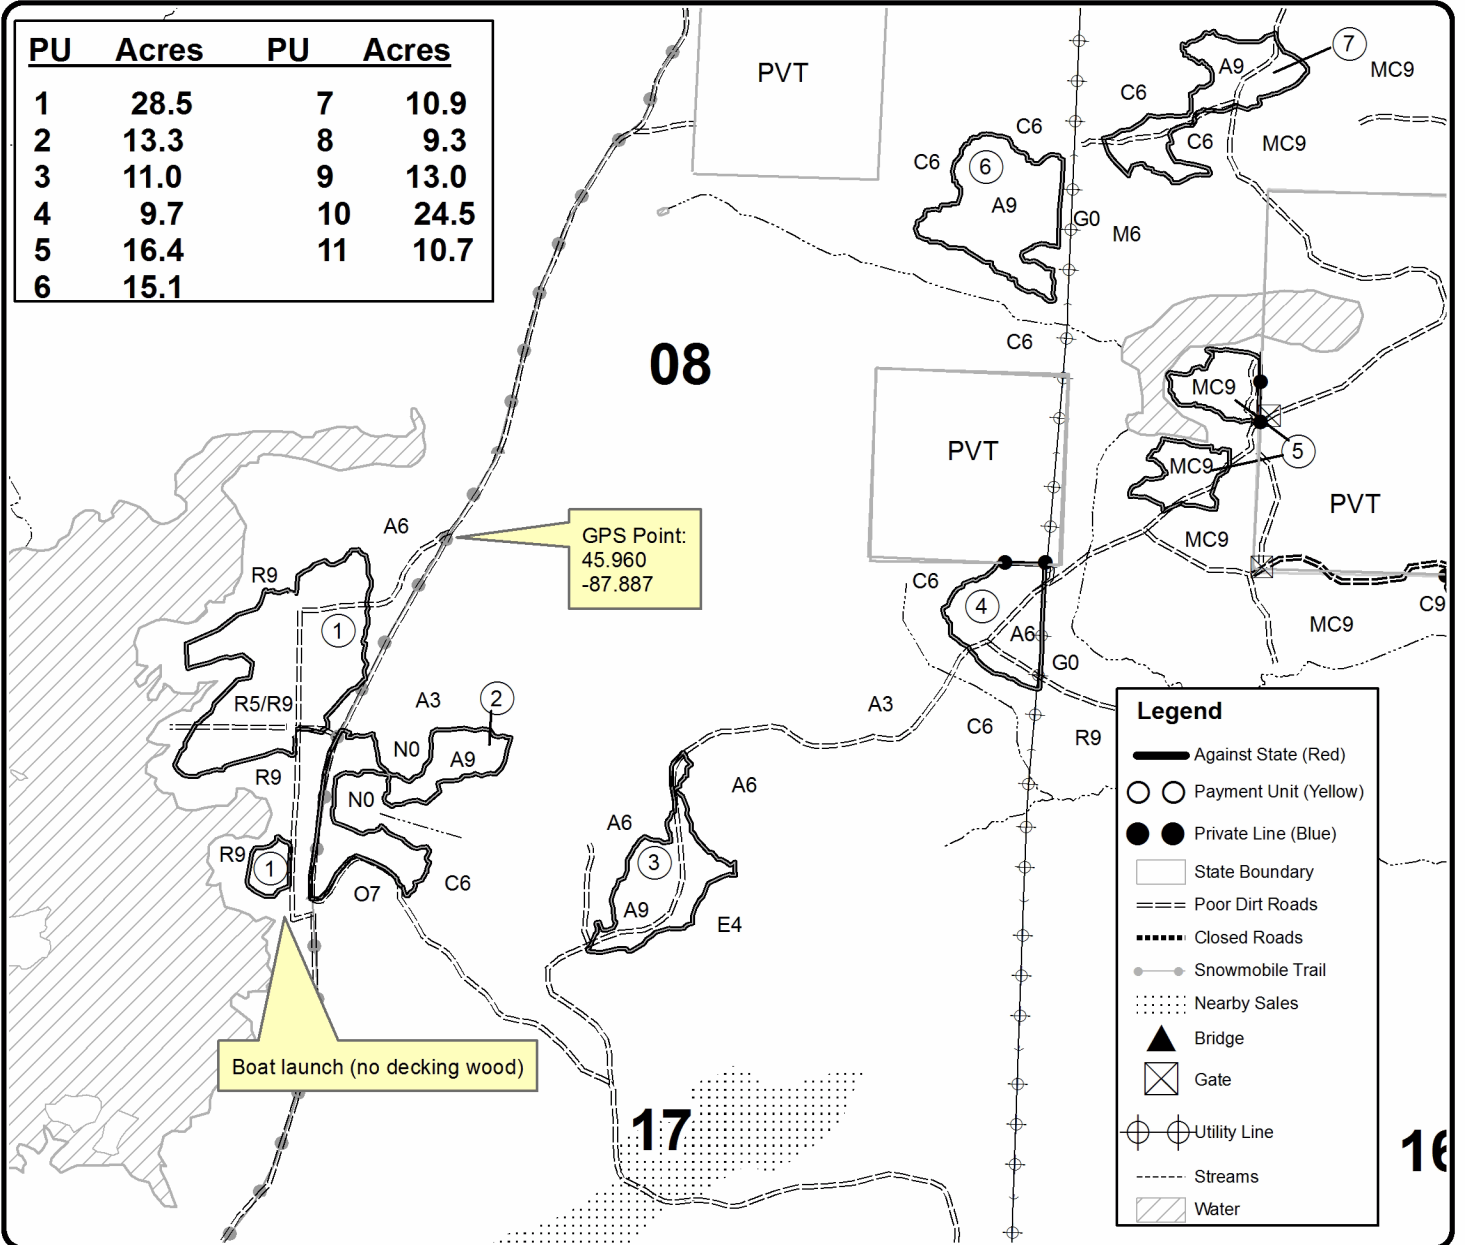 PU Acres PU Acres
1 28.5 7 10.9
2 13.3 8 9.3
3 11.0 9 13.0
4 9.7 10 24.5
5 16.4 11 10.7
6 15.1
PVT
7
A9
MC9
C6
C6
MC9
C6
C6
6
A9
G0
M6
C6
08
MC9
PVT
5
MC9
PVT
A6
GPS Point:
45.960
-87.887
MC9
R9
C6
4
C9
1
A6
MC9
G0
R5/R9
A3
2
A3
C6
R9
N0
A9
R9
A6
N0
A6
R9
1
3
C6
O7
A9
E4
Boat launch (no decking wood)
17
16
Legend
Against State (Red)
Payment Unit (Yellow)
Private Line (Blue)
State Boundary
Poor Dirt Roads
Closed Roads
Snowmobile Trail
Nearby Sales
Bridge
Gate
Utility Line
Streams
Water